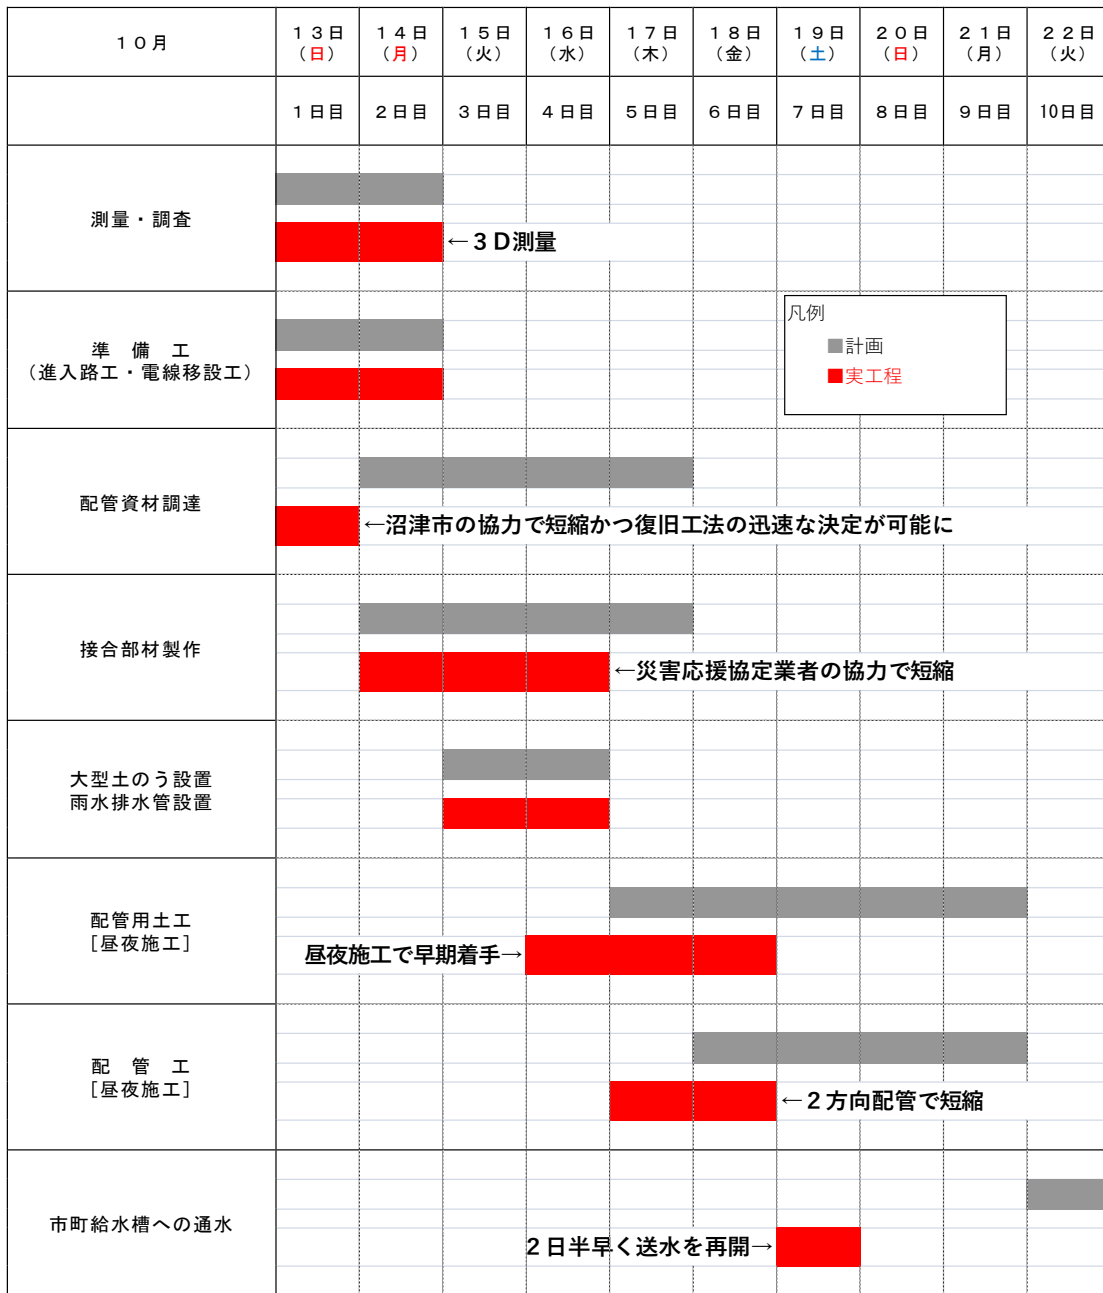 １０月
１３日 １４日 １５日 １６日 １７日 １８日 １９日 ２０日 ２１日 ２２日
（日） （月） （火） （水） （木） （金） （土） （日） （月） （火）
１日目 ２日目 ３日目 ４日目 ５日目 ６日目 ７日目 ８日目 ９日目 10日目
測量・調査
←３Ｄ測量
準　備　工
（進入路工・電線移設工）
凡例
■計画
■実工程
配管資材調達
←沼津市の協力で短縮かつ復旧工法の迅速な決定が可能に
接合部材製作
←災害応援協定業者の協力で短縮
大型土のう設置
雨水排水管設置
配管用土工
［昼夜施工］
昼夜施工で早期着手→
配　管　工
［昼夜施工］
←２方向配管で短縮
市町給水槽への通水
２日半早く送水を再開→